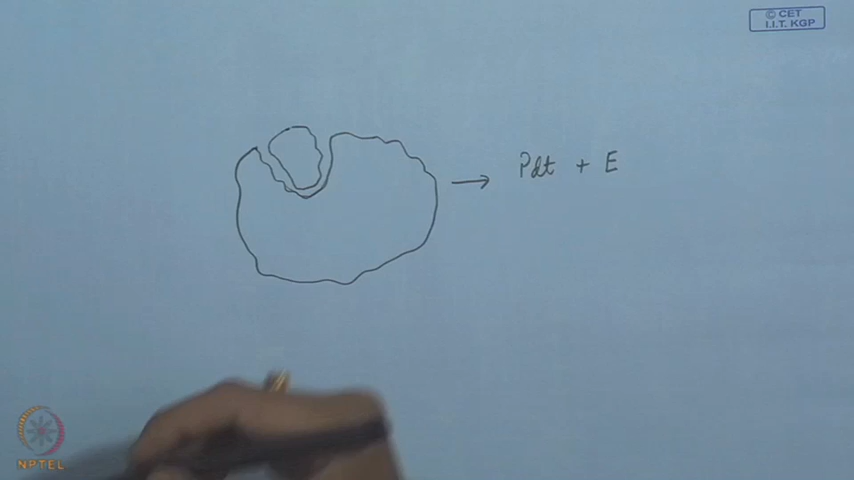 © CET
I.I.T. KGP
→ Pdt + E
NPTEL